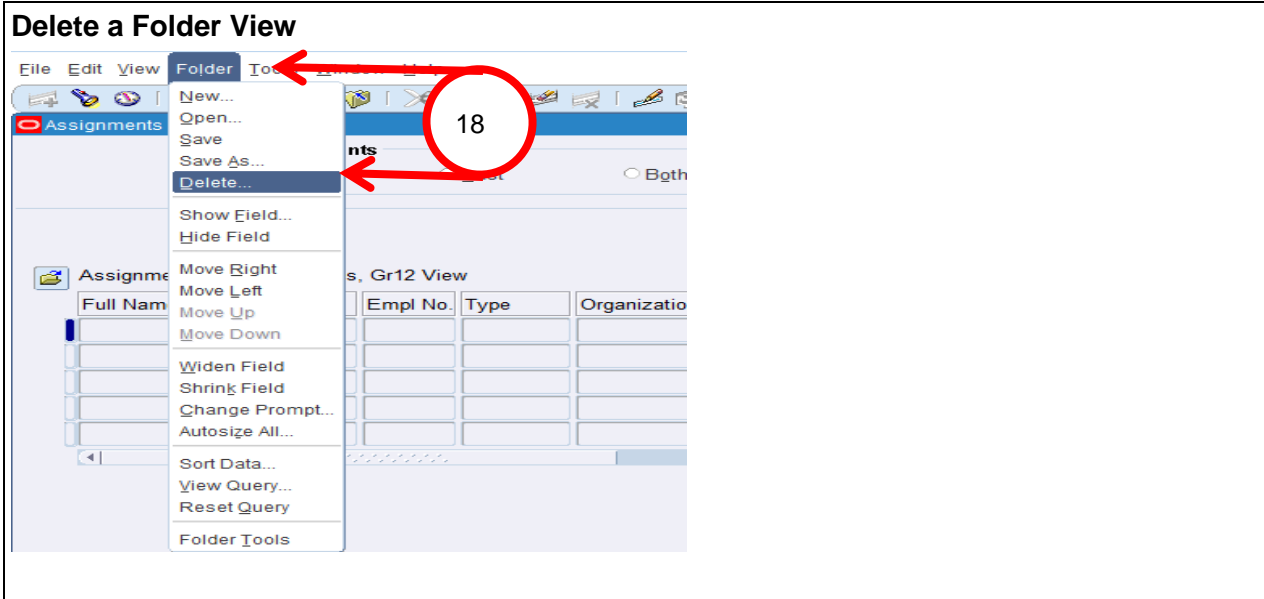 Delete a Folder View
File Edit View Folder
18
New...
Open...
Save
Save As...
Delete...
Show Field...
Hide Field
Move Right
Move Left
Move Up
Move Down
Widen Field
Shrink Field
Change Prompt...
Autosize All...
Sort Data...
View Query...
Reset Query
Folder Tools
Assignments
nts
Both
Assignme s, Gr12 View
Full Nam Empl No. Type Organizatio